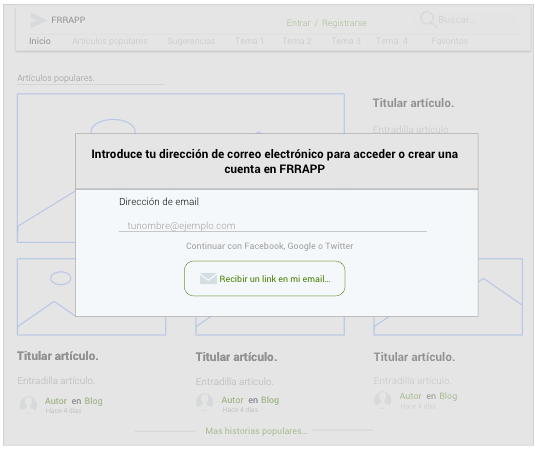 FRRAPP
Entrar / Registrarse
Buscar...
Inicio Artículos populares Sugerencias Tema 1 Tema 2 Tema 3 Tema 4 Favoritos
Artículos populares.
Titular artículo.
Entradilla artículo
Introduce tu dirección de correo electrónico para acceder o crear una
cuenta en FRRAPP
Dirección de email
tunombre@ejemplo.com
Continuar con Facebook, Google o Twitter
Recibir un link en mi email...
Titular artículo.
Entradilla artículo.
Autor en Blog
Hace 4 días
Titular artículo.
Entradilla artículo.
Autor en Blog
Hace 4 días
Titular artículo.
Entradilla artículo.
Autor en Blog
Hace 4 días
Mas historias populares...